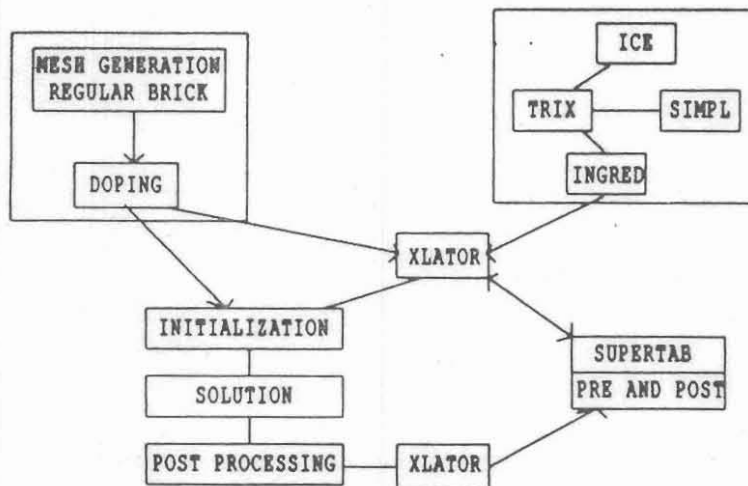 MESH GENERATION
REGULAR BRICK
DOPING
ICE
TRIX
SIMPL
INGRED
XLATOR
INITIALIZATION
SUPERTAB
SOLUTION
PRE AND POST
POST PROCESSING
XLATOR